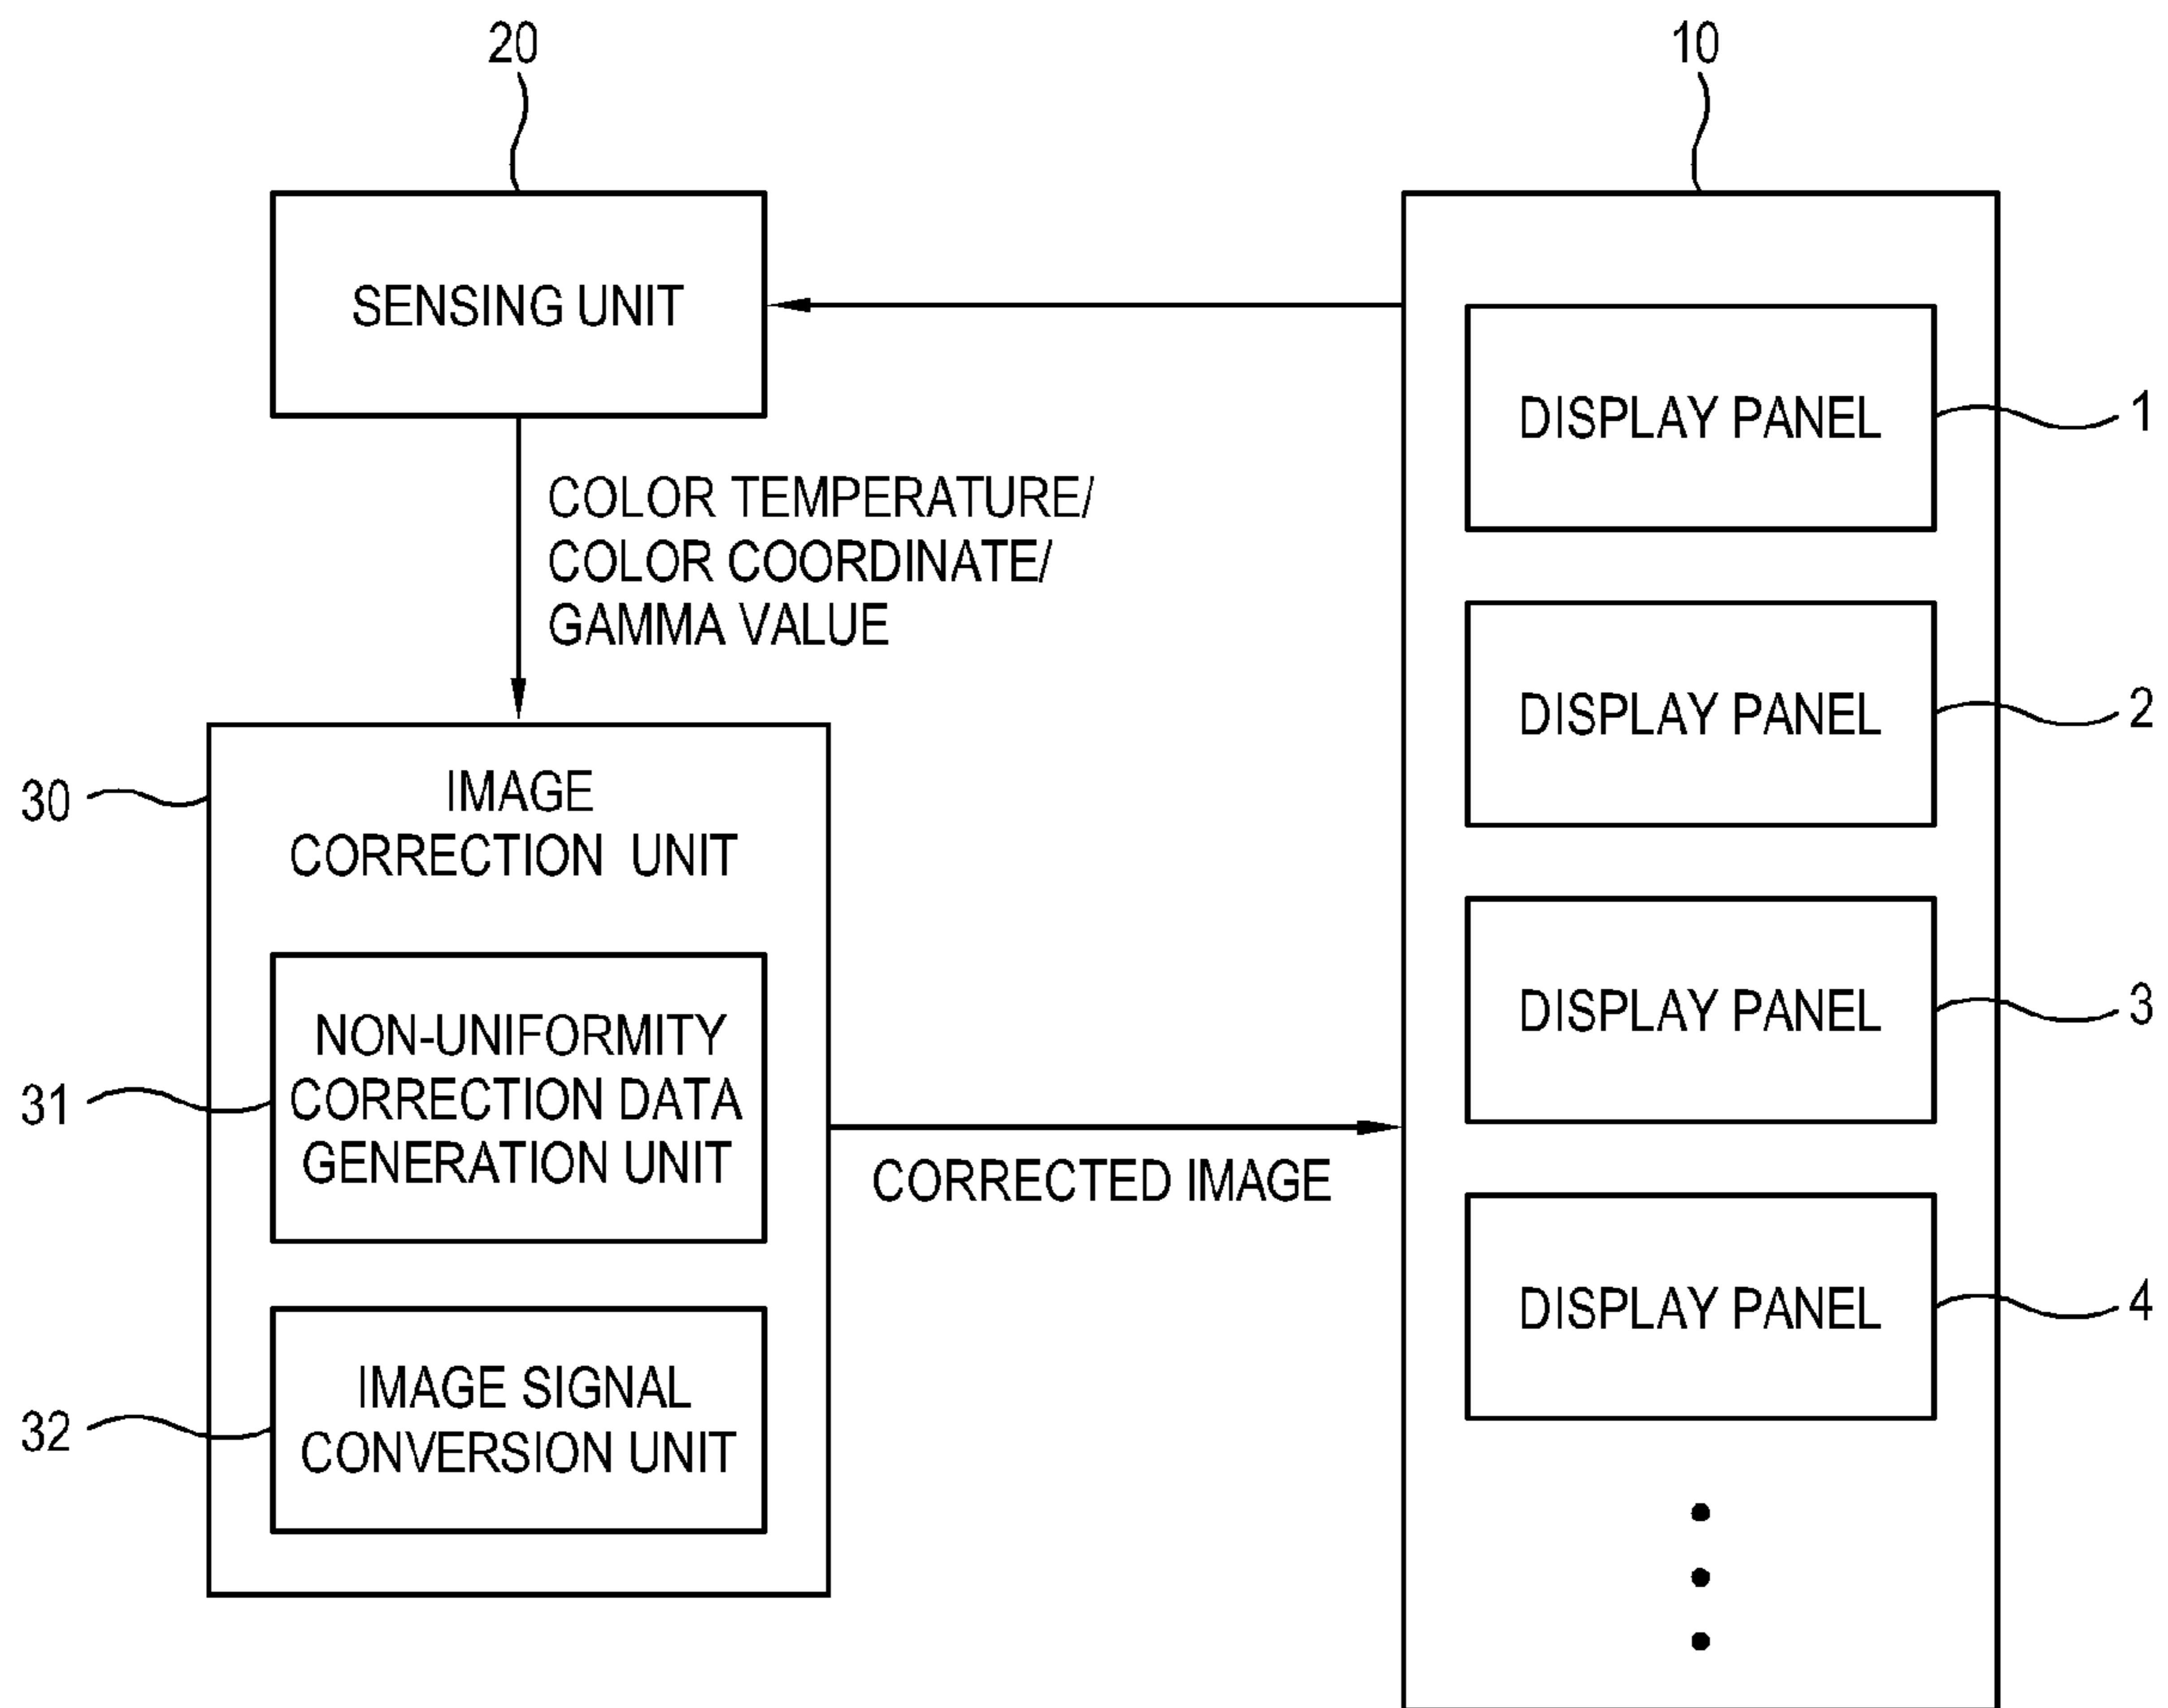 20
10
SENSING UNIT
DISPLAY PANEL
1
COLOR TEMPERATURE/
COLOR COORDINATE/
GAMMA VALUE
DISPLAY PANEL
2
30
IMAGE
CORRECTION UNIT
DISPLAY PANEL
3
31
NON-UNIFORMITY
CORRECTION DATA
GENERATION UNIT
CORRECTED IMAGE
DISPLAY PANEL
4
32
IMAGE SIGNAL
CONVERSION UNIT